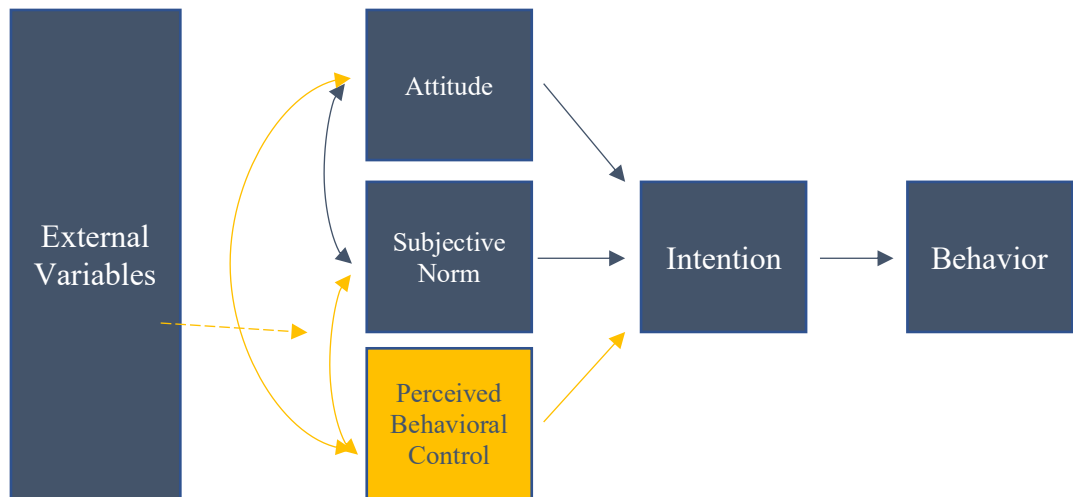 External
Variables
Attitude
Subjective
Norm
Perceived
Behavioral
Control
Intention
Behavior